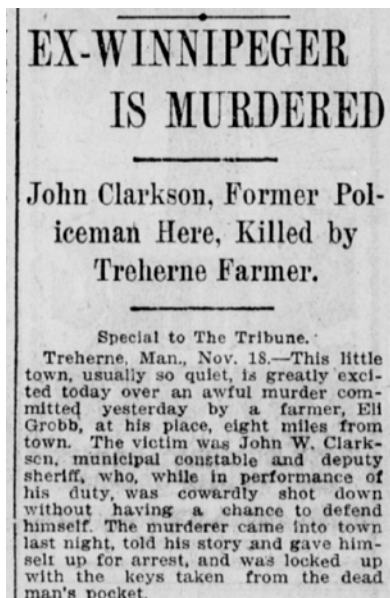 EX-WINNIPEGER
IS MURDERED
John Clarkson, Former Pol-
iceman Here, Killed by
Treherne Farmer.
Special to The Tribune.
Treherne, Man., Nov. 18.—This little
town, usually so quiet, is greatly exci-
ted today over an awful murder com-
mitted yesterday by a farmer, Eli
Grobb, at his place, eight miles from
town. The victim was John W. Clark-
son, municipal constable and deputy
sheriff, who, while in performance of
his duty, was cowardly shot down
without having a chance to defend
himself. The murderer came into town
last night, told his story and gave him-
self up for arrest, and was locked up
with the keys taken from the dead
man's pocket.